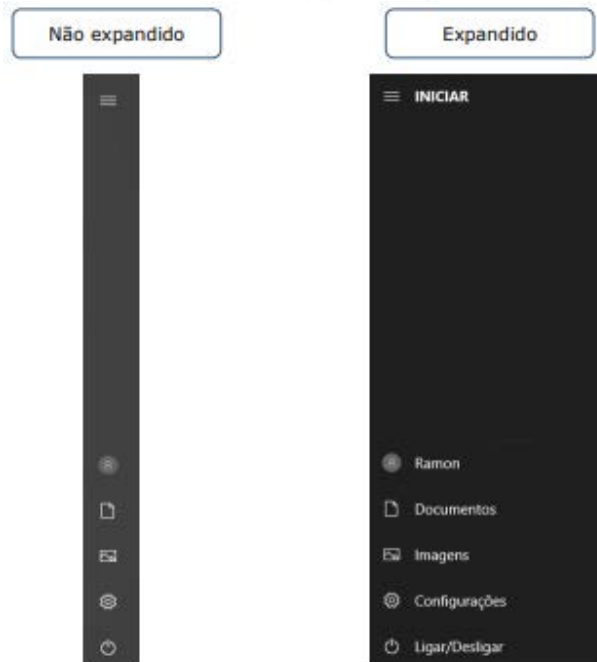 Não expandido
Expandido
INICIAR
Ramon
Documentos
Imagens
Configurações
Ligar/Desligar